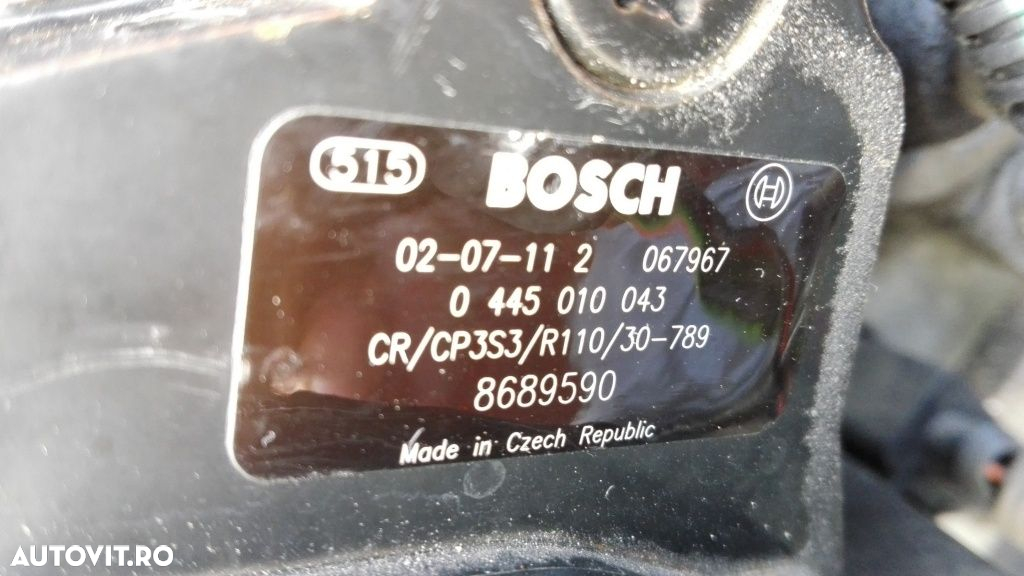 515 BOSCH
02-07-11 2 067967
0 445 010 043
CR/CP3S3/R110/30-789
8689590
Made in Czech Republic
AUTOVIT.RO